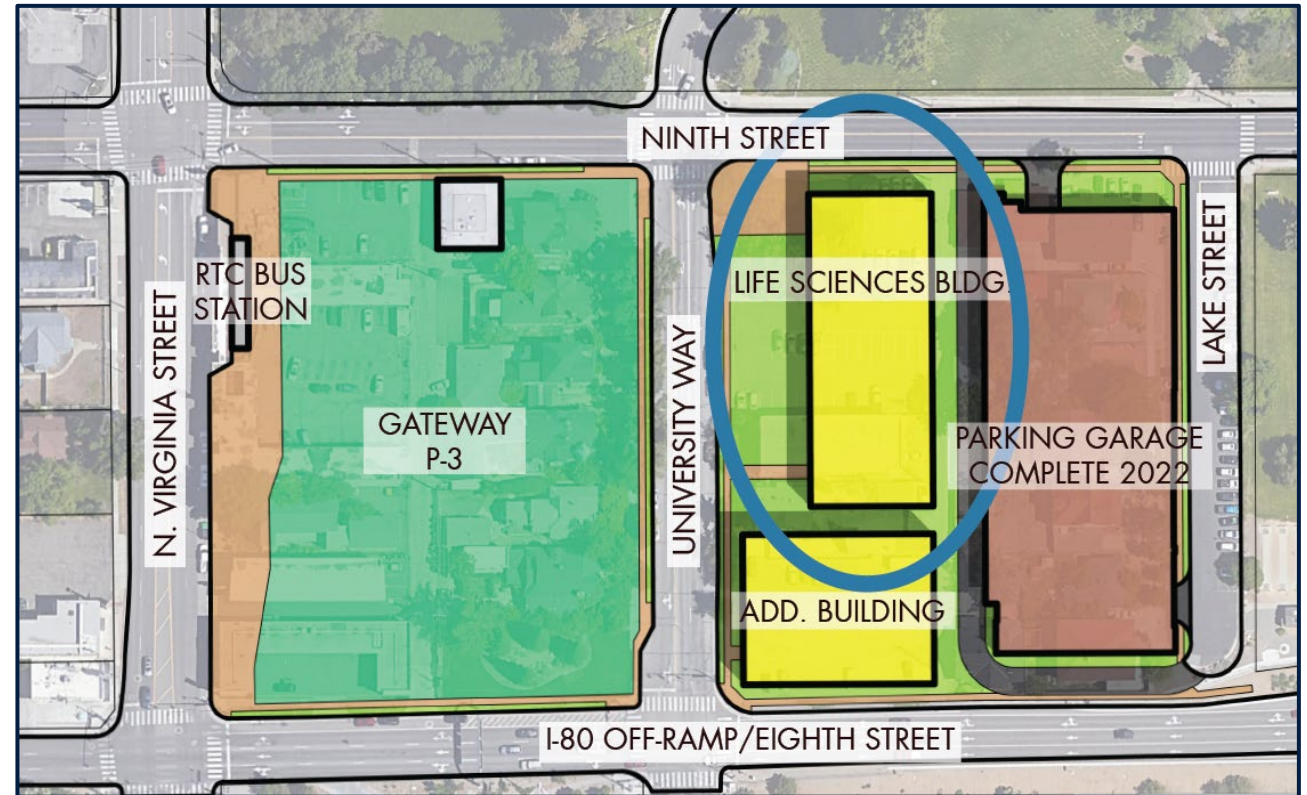 NINTH STREET
RTC BUS
STATION
LIFE SCIENCES BLDG.
LAKE STREET
N. VIRGINIA STREET
GATEWAY
P-3
UNIVERSITY WAY
PARKING GARAGE
COMPLETE 2022
ADD. BUILDING
I-80 OFF-RAMP/EIGHTH STREET